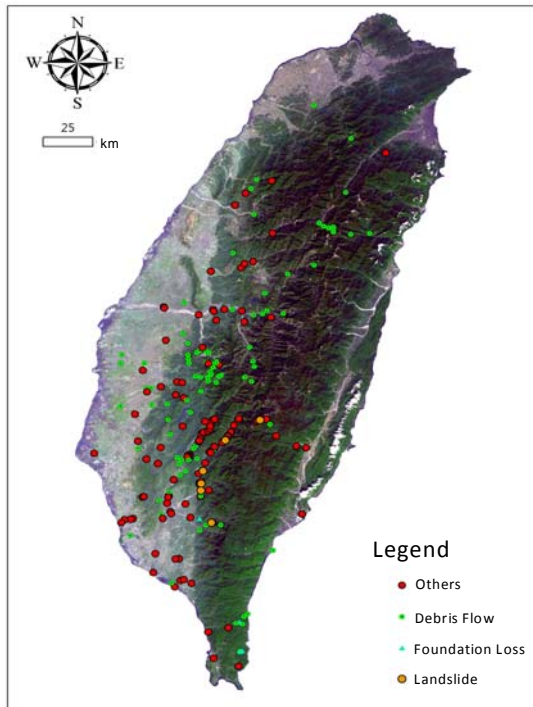 N
W E
S
25
km
Legend
Others
Debris Flow
Foundation Loss
Landslide